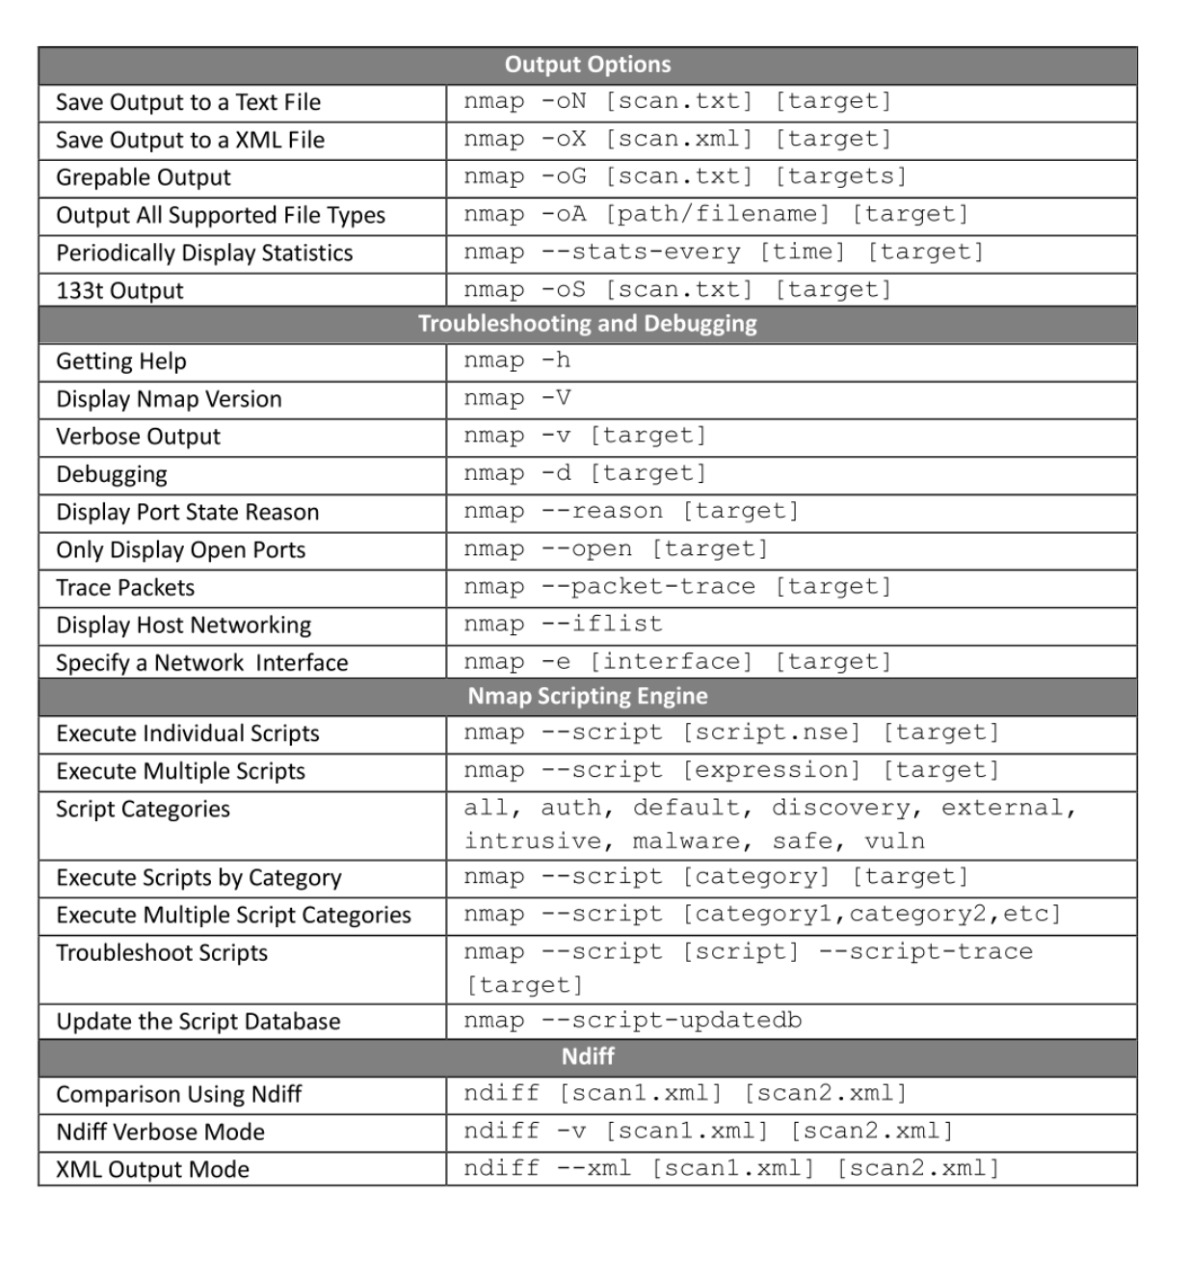 Output Options
Save Output to a Text File nmap -oN [scan.txt] [target]
Save Output to a XML File nmap -oX [scan.xml] [target]
Grepable Output nmap -oG [scan.txt] [targets]
Output All Supported File Types nmap -oA [path/filename] [target]
Periodically Display Statistics nmap --stats-every [time] [target]
133t Output nmap -oS [scan.txt] [target]
Troubleshooting and Debugging
Getting Help nmap -h
Display Nmap Version nmap -V
Verbose Output nmap -v [target]
Debugging nmap -d [target]
Display Port State Reason nmap --reason [target]
Only Display Open Ports nmap --open [target]
Trace Packets nmap --packet-trace [target]
Display Host Networking nmap --iflist
Specify a Network Interface nmap -e [interface] [target]
Nmap Scripting Engine
Execute Individual Scripts nmap --script [script.nse] [target]
Execute Multiple Scripts nmap --script [expression] [target]
Script Categories all, auth, default, discovery, external,
intrusive, malware, safe, vuln
Execute Scripts by Category nmap --script [category] [target]
Execute Multiple Script Categories nmap --script [category1,category2,etc]
Troubleshoot Scripts nmap --script [script] --script-trace
[target]
Update the Script Database nmap --script-updatedb
Ndiff
Comparison Using Ndiff ndiff [scan1.xml] [scan2.xml]
Ndiff Verbose Mode ndiff -v [scan1.xml] [scan2.xml]
XML Output Mode ndiff --xml [scan1.xml] [scan2.xml]